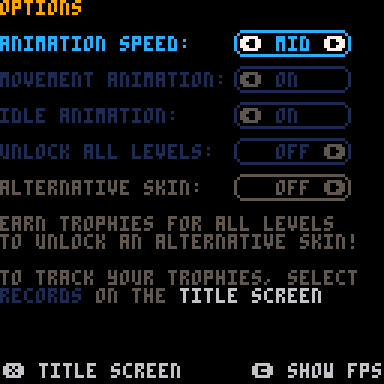 OPTIONS
ANIMATION SPEED: MID
MOVEMENT ANIMATION: ON
IDLE ANIMATION: ON
UNLOCK ALL LEVELS: OFF
ALTERNATIVE SKIN: OFF
EARN TROPHIES FOR ALL LEVELS
TO UNLOCK AN ALTERNATIVE SKIN!
TO TRACK YOUR TROPHIES, SELECT
RECORDS ON THE TITLE SCREEN
TITLE SCREEN SHOW FPS